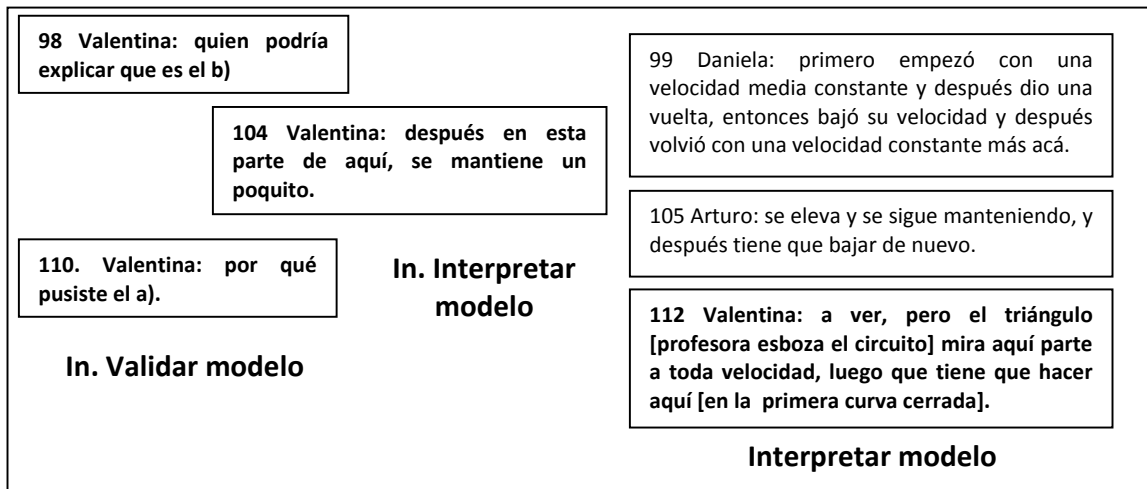 98 Valentina: quien podría
explicar que es el b)
99 Daniela: primero empezó con una
velocidad media constante y después dio una
vuelta, entonces bajó su velocidad y después
volvió con una velocidad constante más acá.
104 Valentina: después en esta
parte de aquí, se mantiene un
poquito.
105 Arturo: se eleva y se sigue manteniendo, y
después tiene que bajar de nuevo.
110. Valentina: por qué
pusiste el a).
In. Interpretar
modelo
112 Valentina: a ver, pero el triángulo
[profesora esboza el circuito] mira aquí parte
a toda velocidad, luego que tiene que hacer
aquí [en la primera curva cerrada].
In. Validar modelo
Interpretar modelo